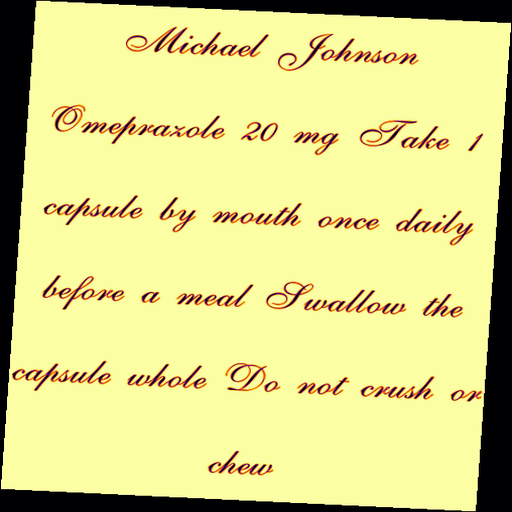 Michael Johnson
Omeprazole 20 mg Take 1
capsule by mouth once daily
before a meal Swallow the
capsule whole Do not crush or
chew